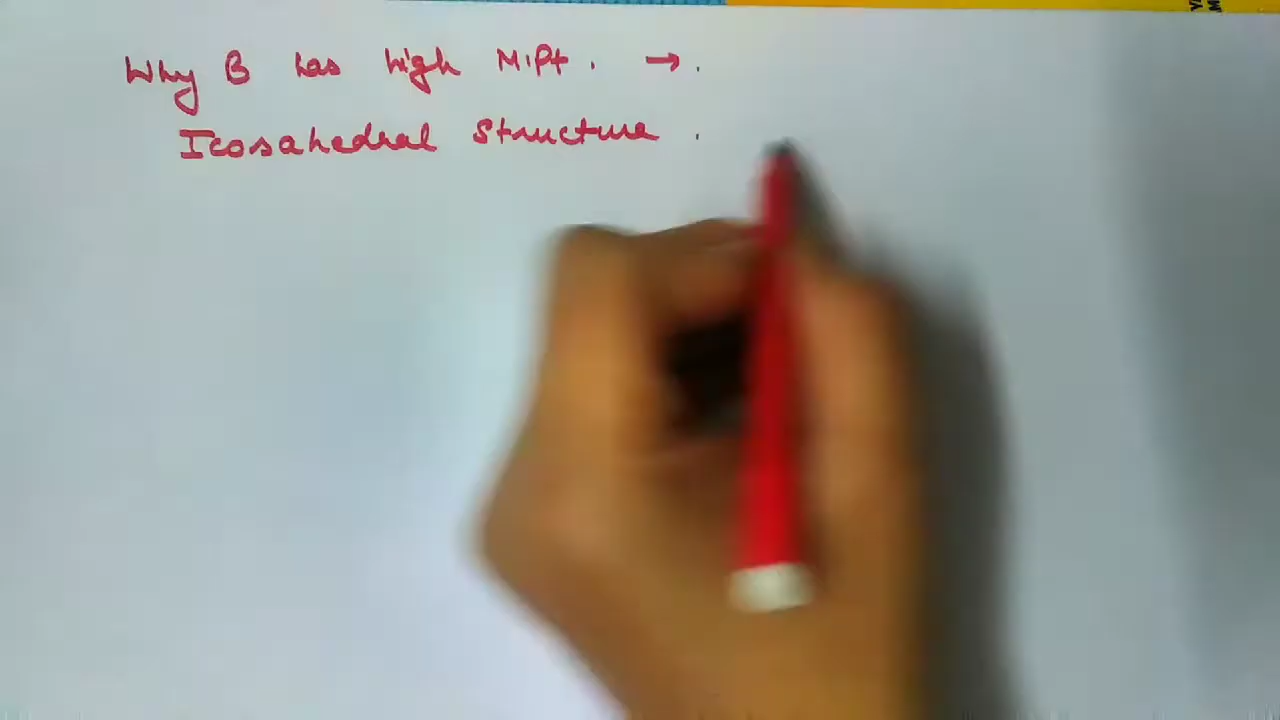 Why B has high M.Pt. →.
Icosahedral Structure.